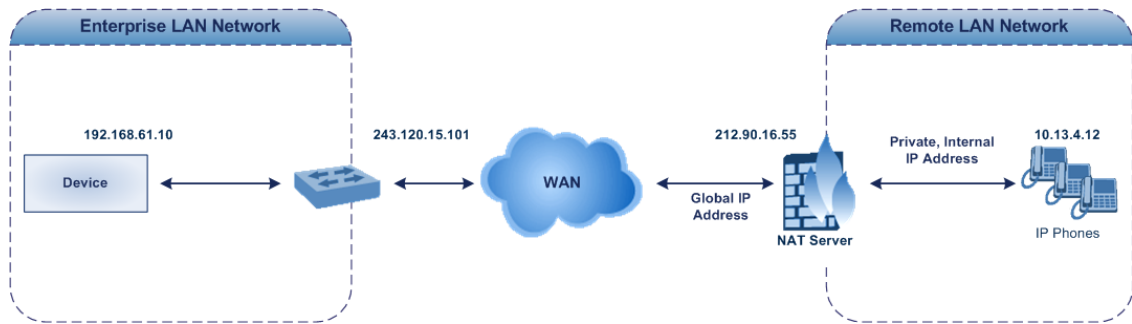 Enterprise LAN Network
Remote LAN Network
192.168.61.10
243.120.15.101
212.90.16.55
Private, Internal
IP Address
10.13.4.12
Device
WAN
Global IP
Address
NAT Server
IP Phones